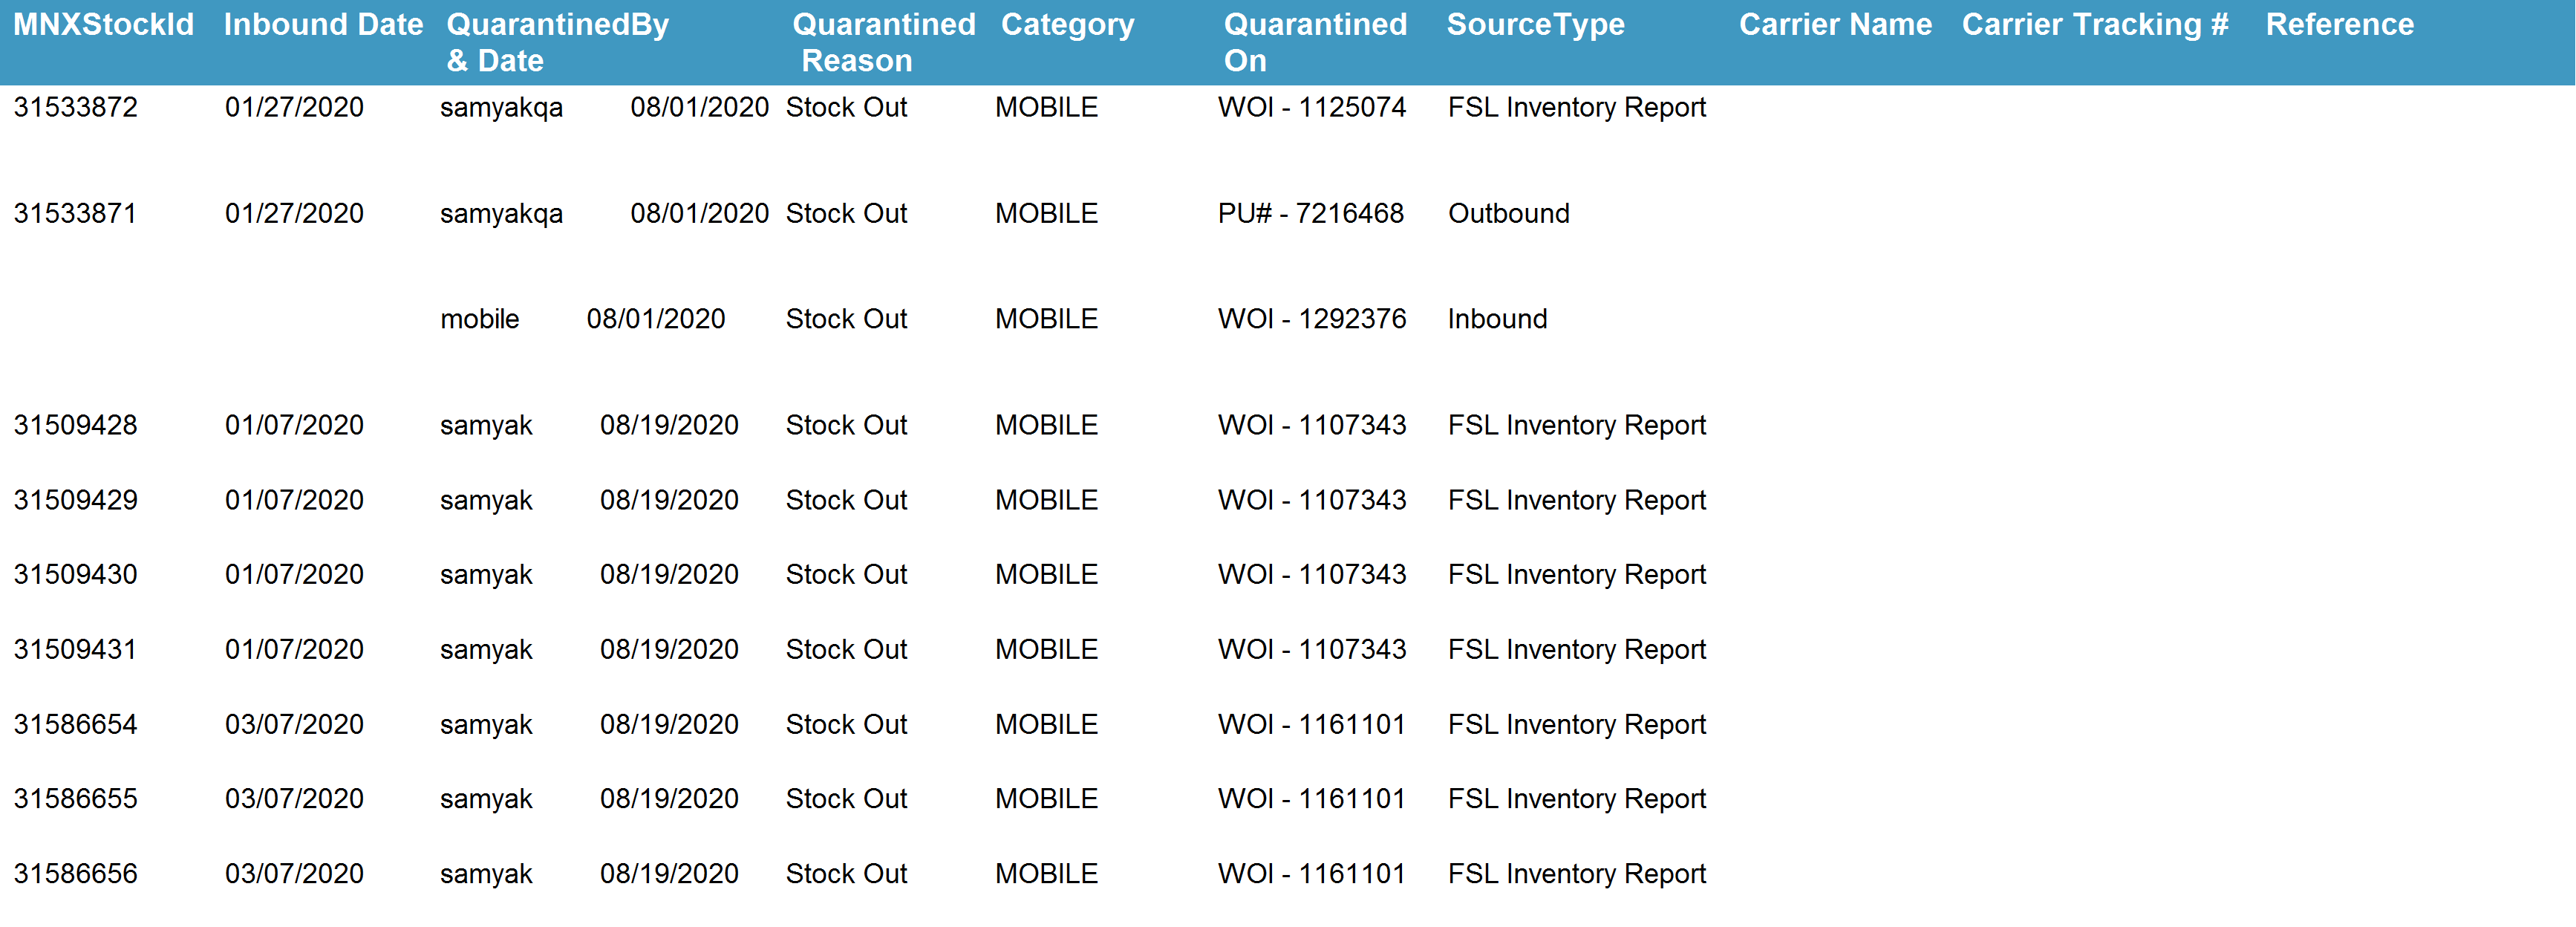 MNXStockId Inbound Date QuarantinedBy Quarantined Category Quarantined SourceType Carrier Name Carrier Tracking # Reference
& Date Reason On
31533872 01/27/2020 samyakqa 08/01/2020 Stock Out MOBILE WOI - 1125074 FSL Inventory Report
31533871 01/27/2020 samyakqa 08/01/2020 Stock Out MOBILE PU# - 7216468 Outbound
mobile 08/01/2020 Stock Out MOBILE WOI - 1292376 Inbound
31509428 01/07/2020 samyak 08/19/2020 Stock Out MOBILE WOI - 1107343 FSL Inventory Report
31509429 01/07/2020 samyak 08/19/2020 Stock Out MOBILE WOI - 1107343 FSL Inventory Report
31509430 01/07/2020 samyak 08/19/2020 Stock Out MOBILE WOI - 1107343 FSL Inventory Report
31509431 01/07/2020 samyak 08/19/2020 Stock Out MOBILE WOI - 1107343 FSL Inventory Report
31586654 03/07/2020 samyak 08/19/2020 Stock Out MOBILE WOI - 1161101 FSL Inventory Report
31586655 03/07/2020 samyak 08/19/2020 Stock Out MOBILE WOI - 1161101 FSL Inventory Report
31586656 03/07/2020 samyak 08/19/2020 Stock Out MOBILE WOI - 1161101 FSL Inventory Report